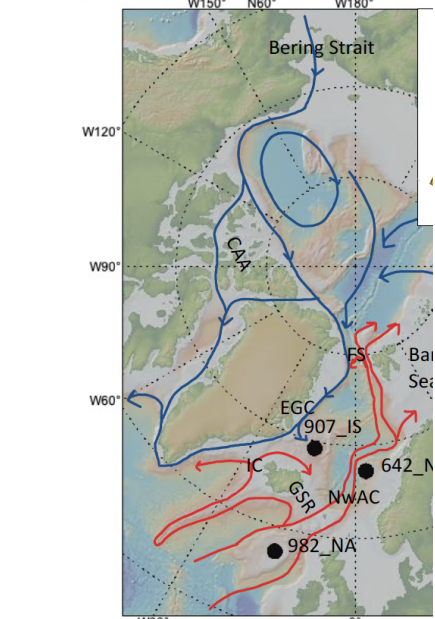 W150° N60° W180°
Bering Strait
W120°
CAA
W90°
FS
Bar
Sea
W60°
EGC
907_IS
IC
642_N
GSR
NwAC
982_NA